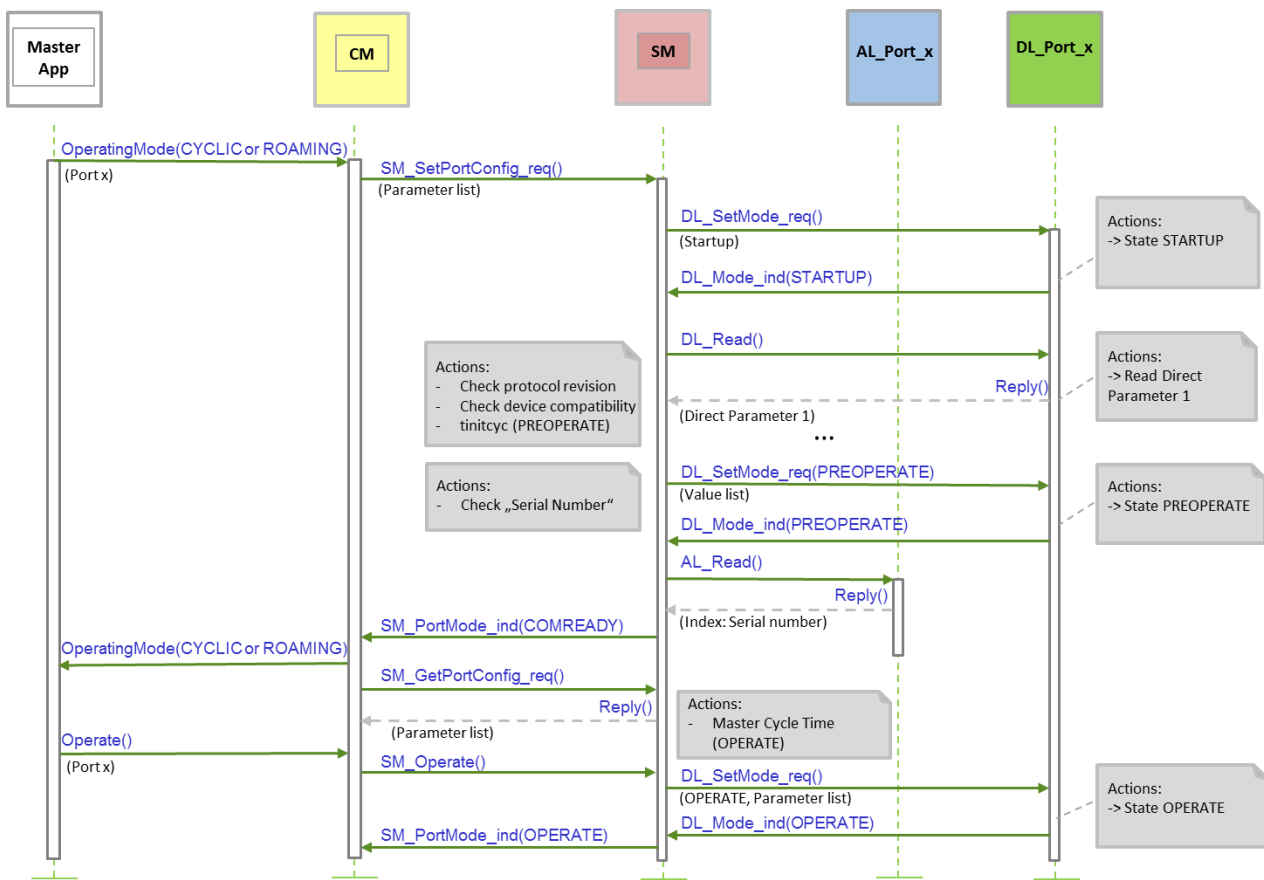 Master
App
CM
SM
AL_Port_x
DL_Port_x
OperatingMode(CYCLIC or ROAMING)
(Port x)
SM_SetPortConfig_req()
(Parameter list)
DL_SetMode_req()
(Startup)
Actions:
-> State STARTUP
DL_Mode_ind(STARTUP)
DL_Read()
Actions:
- Check protocol revision
- Check device compatibility
- tinitcyc (PREOPERATE)
Reply()
(Direct Parameter 1)
...
Actions:
-> Read Direct
Parameter 1
Actions:
- Check „Serial Number“
DL_SetMode_req(PREOPERATE)
(Value list)
Actions:
-> State PREOPERATE
DL_Mode_ind(PREOPERATE)
AL_Read()
Reply()
(Index: Serial number)
SM_PortMode_ind(COMREADY)
OperatingMode(CYCLIC or ROAMING)
SM_GetPortConfig_req()
Reply()
(Parameter list)
Actions:
- Master Cycle Time
(OPERATE)
Operate()
(Port x)
SM_Operate()
DL_SetMode_req()
(OPERATE, Parameter list)
Actions:
-> State OPERATE
DL_Mode_ind(OPERATE)
SM_PortMode_ind(OPERATE)